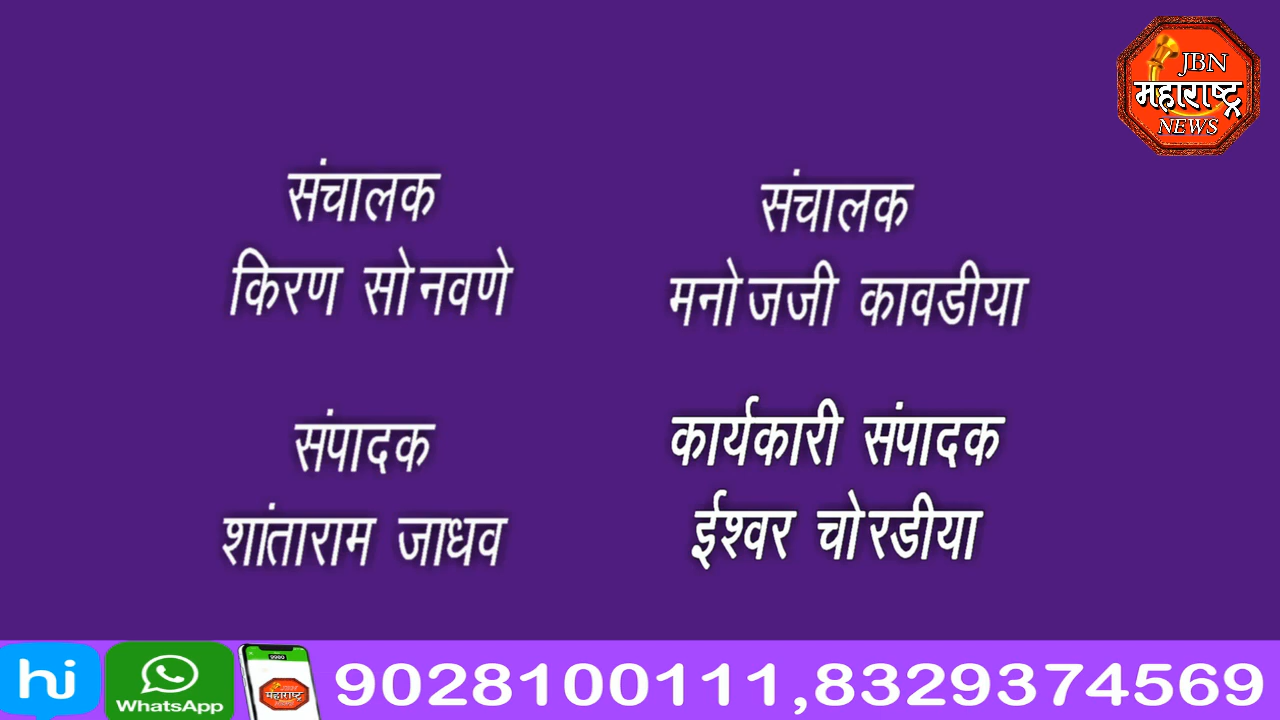 JBN
महाराष्ट्र
NEWS
संचालक
किरण सोनवणे
संचालक
मनोजजी कावडीया
संपादक
शांताराम जाधव
कार्यकारी संपादक
ईश्वर चोरडीया
hi
WhatsApp
महाराष्ट्र
9028100111,8329374569